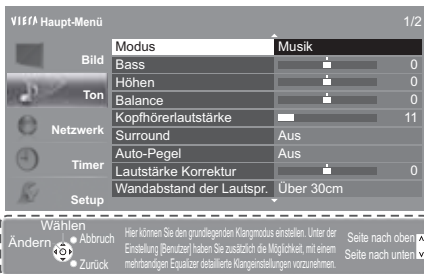 VIErA Haupt-Menü 1/2
Modus Musik
Bild
Bass 0
Höhen 0
Ton
Balance 0
Kopfhörerlautstärke 11
Netzwerk
Surround Aus
Auto-Pegel Aus
Timer
Lautstärke Korrektur 0
Wandabstand der Lautspr. Über 30cm
Setup
Wählen
Ändern
Abbruch
Zurück
Hier können Sie den grundlegenden Klangmodus einstellen. Unter der
Einstellung [Benutzer] haben Sie zusätzlich die Möglichkeit, mit einem
mehrbandigen Equalizer detaillierte Klangeinstellungen vorzunehmen.
Seite nach oben
Seite nach unten